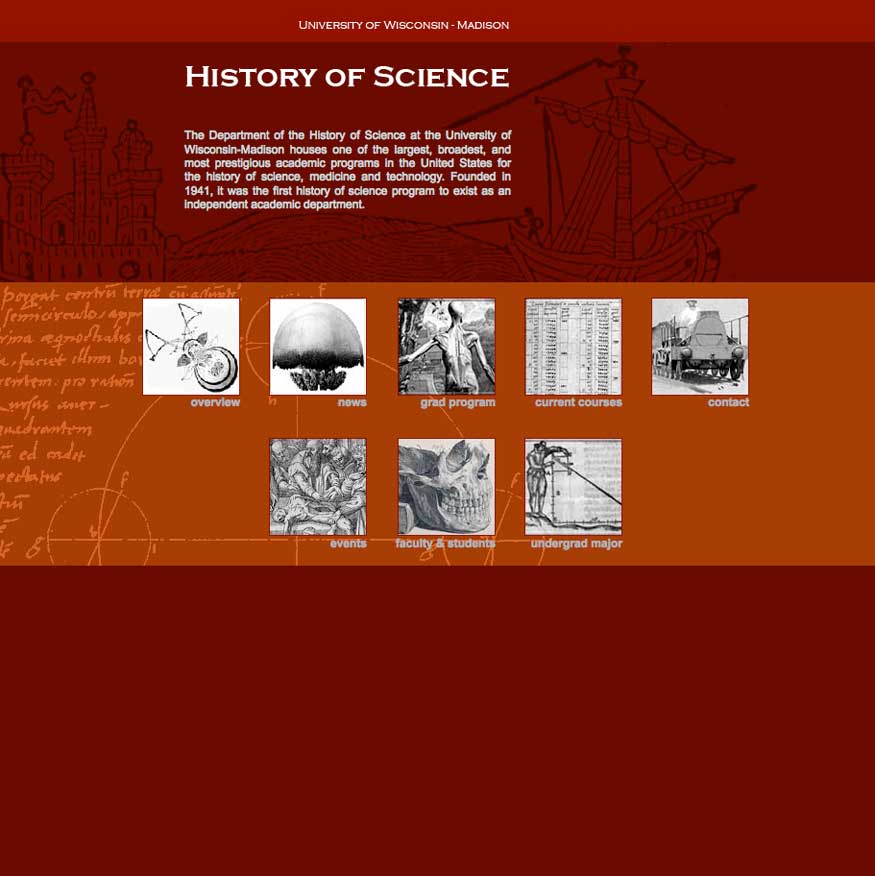 University of Wisconsin - Madison
History of Science
The Department of the History of Science at the University of
Wisconsin-Madison houses one of the largest, broadest, and
most prestigious academic programs in the United States for
the history of science, medicine and technology. Founded in
1941, it was the first history of science program to exist as an
independent academic department.
overview
news
grad program
current courses
contact
events
faculty & students
undergrad major